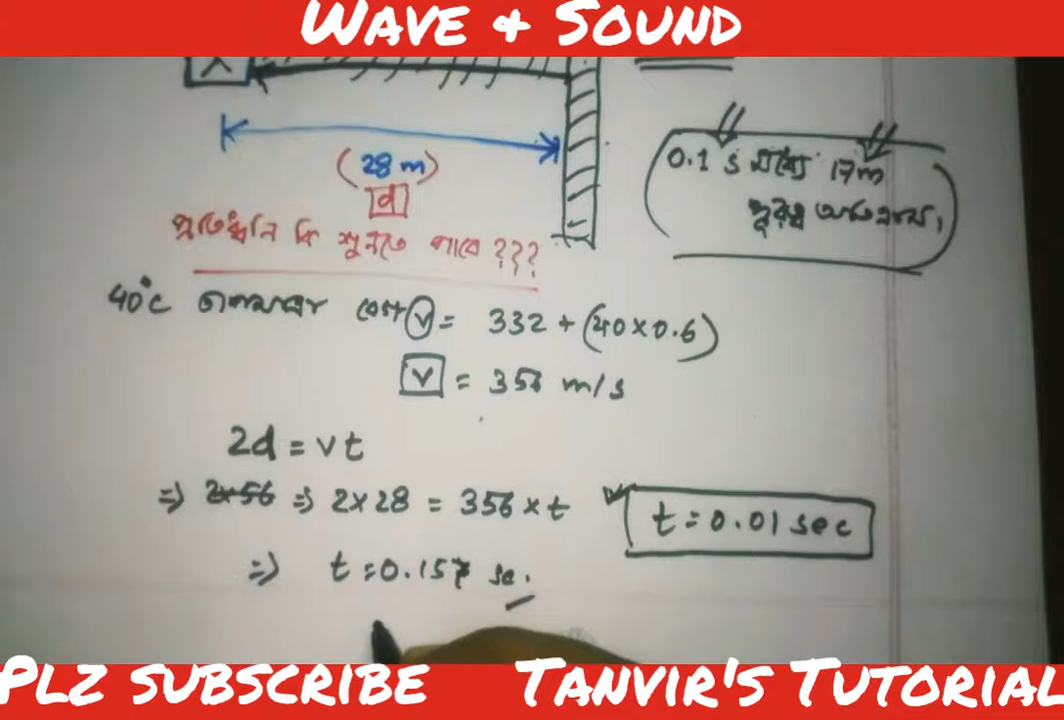 WAVE & SOUND
0.1 s মধ্যে 17m
দূরত্ব অতিক্রমে।
(28 m)
d
প্রতিধ্বনি কি শুনতে পাবে???
40°c তাপমাত্রায় বেগ v = 332 + (40×0.6)
v = 356 m/s
2d = vt
⇒ 2×56 ⇒ 2×28 = 356×t
t = 0.01 sec
⇒ t = 0.157 se.
PLZ SUBSCRIBE TANVIR'S TUTORIAL